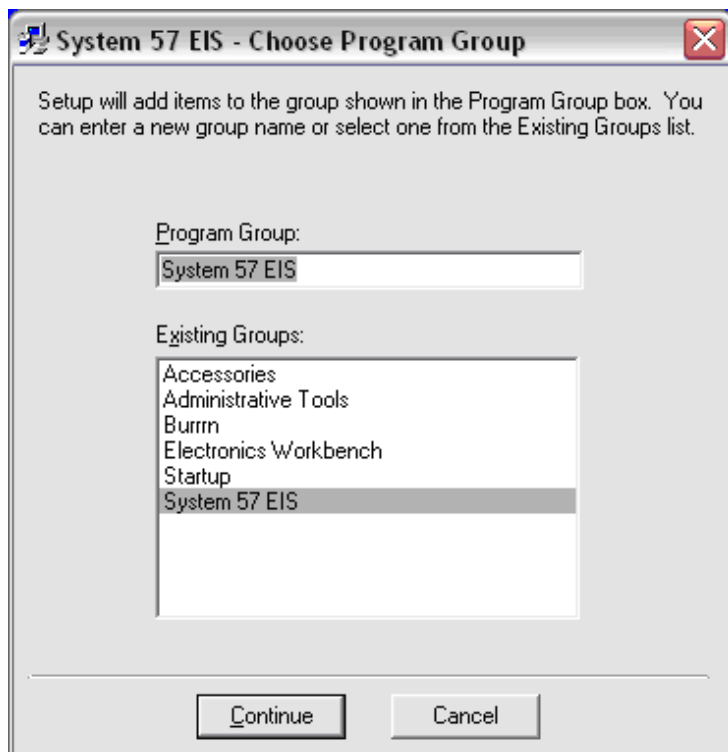 System 57 EIS - Choose Program Group
Setup will add items to the group shown in the Program Group box. You
can enter a new group name or select one from the Existing Groups list.
Program Group:
System 57 EIS
Existing Groups:
Accessories
Administrative Tools
Burrrn
Electronics Workbench
Startup
System 57 EIS
Continue
Cancel